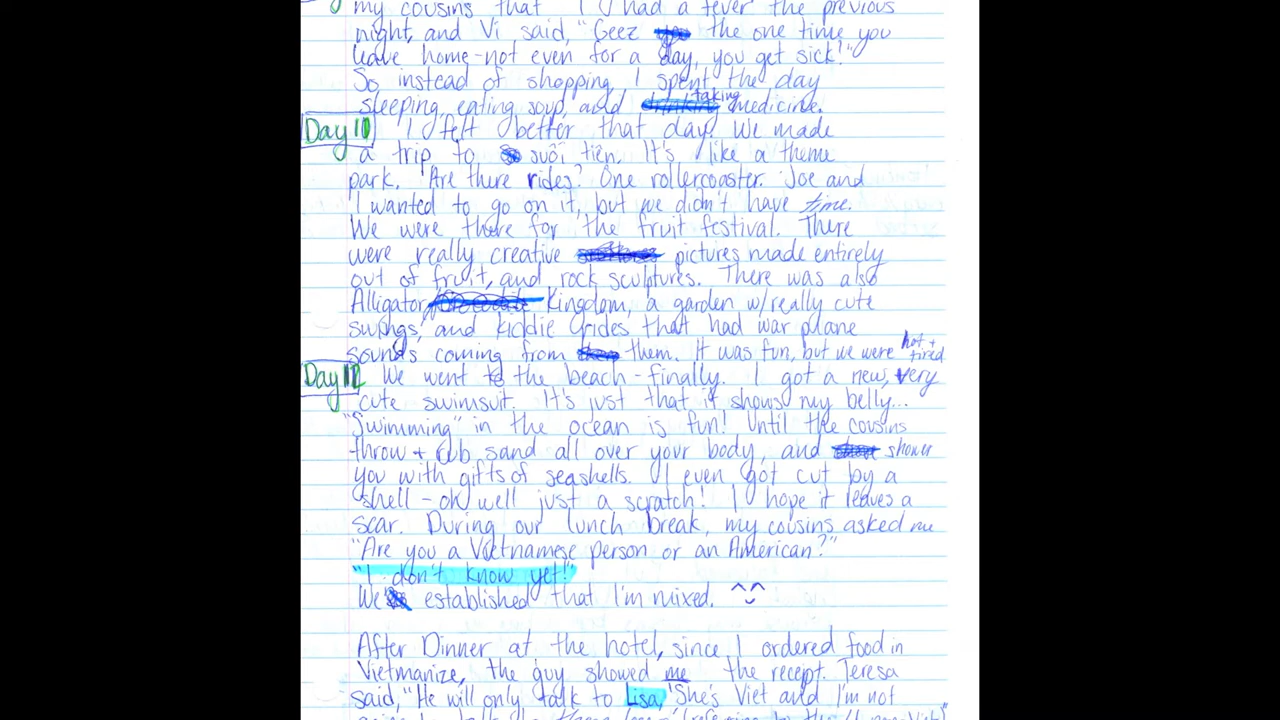 my cousins that I had a fever the previous
night, and Vi said, "Geez the one time you
leave home - not even for a day, you get sick!"
So instead of shopping, I spent the day
sleeping, eating soup, and taking medicine.
Day 10 I felt better that day! We made
a trip to suối tiên. It's like a theme
park. Are there rides? One rollercoaster. Joe and
I wanted to go on it, but we didn't have time.
We were there for the fruit festival. There
were really creative pictures made entirely
out of fruit, and rock sculptures. There was also
Alligator Kingdom, a garden w/really cute
swings, and kiddie rides that had war plane
sounds coming from them. It was fun, but we were hot + tired
Day 12 We went to the beach - finally. I got a new, very
cute swimsuit. It's just that it shows my belly...
"Swimming" in the ocean is fun! Until the cousins
throw + rub sand all over your body, and shower
you with gifts of seashells. I even got cut by a
shell - ok well just a scratch! I hope it leaves a
scar. During our lunch break, my cousins asked me
"Are you a Vietnamese person or an American?"
"I don't know yet!"
We established that I'm mixed. ^⌣^
After Dinner at the hotel, since I ordered food in
Vietmanize, the guy showed me the receipt. Teresa
said, "He will only talk to Lisa, 'She's Viet and I'm not